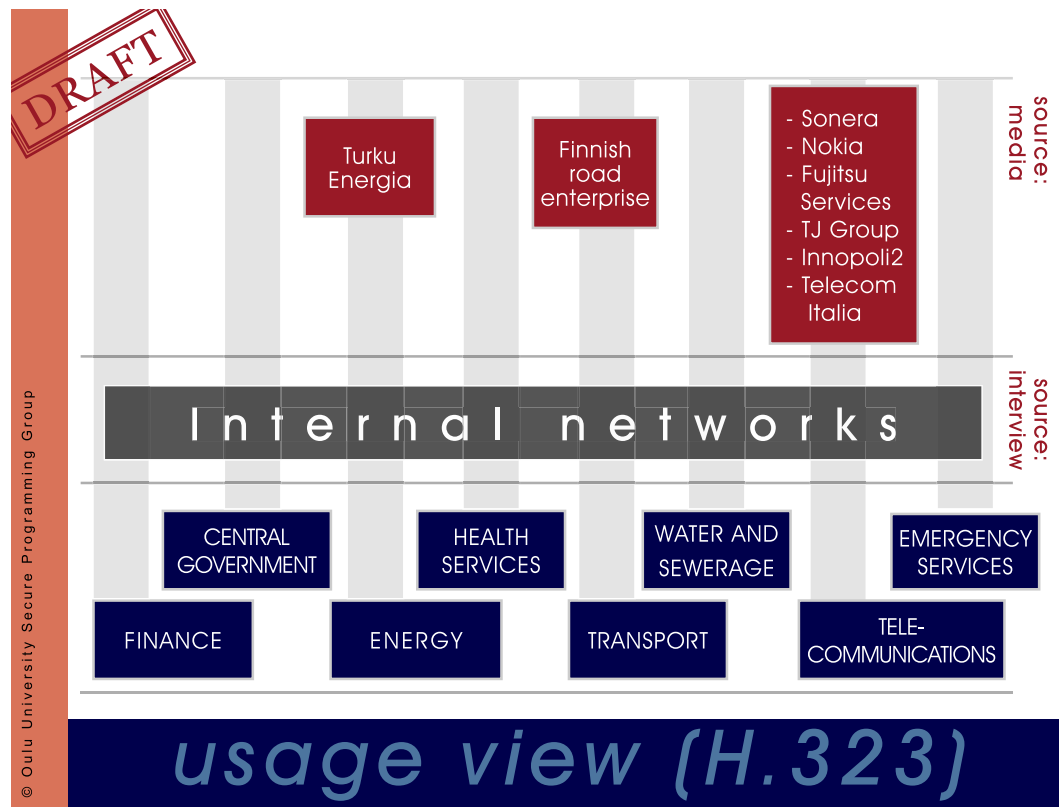 DRAFT
source:
media
Turku
Energia
Finnish
road
enterprise
- Sonera
- Nokia
- Fujitsu
Services
- TJ Group
- Innopoli2
- Telecom
Italia
source:
interview
Internal networks
CENTRAL
GOVERNMENT
HEALTH
SERVICES
WATER AND
SEWERAGE
EMERGENCY
SERVICES
FINANCE
ENERGY
TRANSPORT
TELE-
COMMUNICATIONS
© Oulu University Secure Programming Group
usage view (H.323)